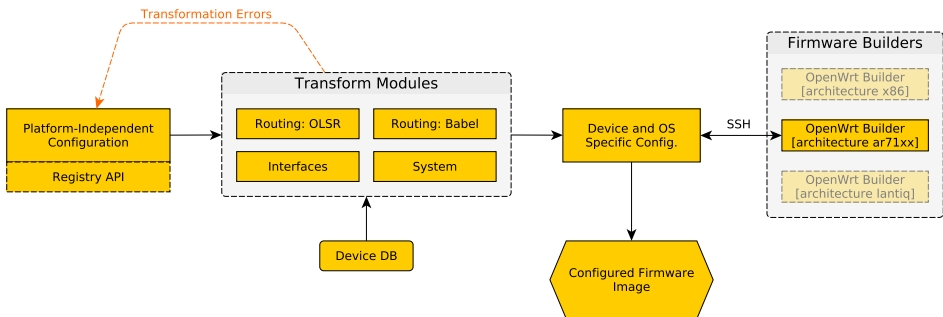 Transformation Errors
Platform-Independent
Configuration
Registry API
Transform Modules
Routing: OLSR
Routing: Babel
Interfaces
System
Device DB
Device and OS
Specific Config.
SSH
Configured Firmware
Image
Firmware Builders
OpenWrt Builder
[architecture x86]
OpenWrt Builder
[architecture ar71xx]
OpenWrt Builder
[architecture lantiq]